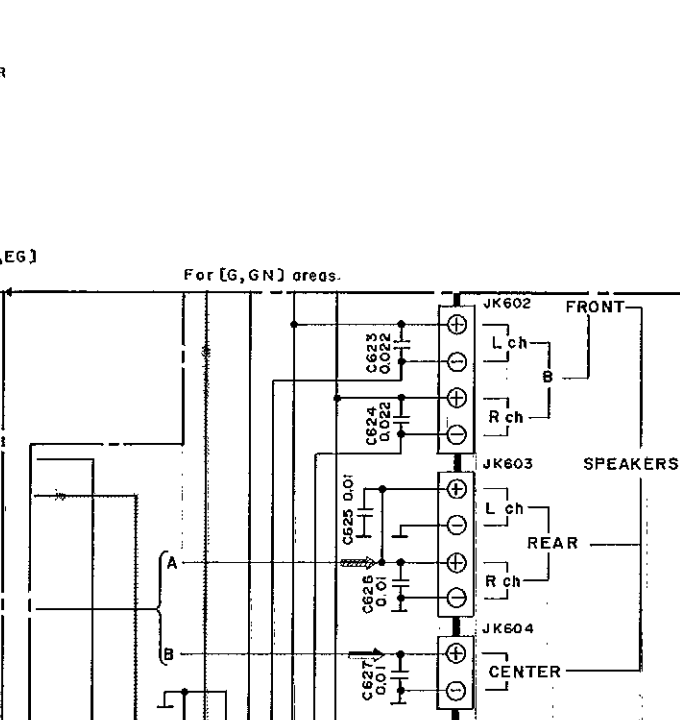 R
,EG]
For [G,GN] areas.
JK602
FRONT
C623
0.022
+
L ch
−
B
C624
0.022
+
R ch
−
JK603
SPEAKERS
C625 0.01
+
L ch
−
REAR
A
C626
0.01
+
R ch
−
JK604
B
C627
0.01
+
CENTER
−